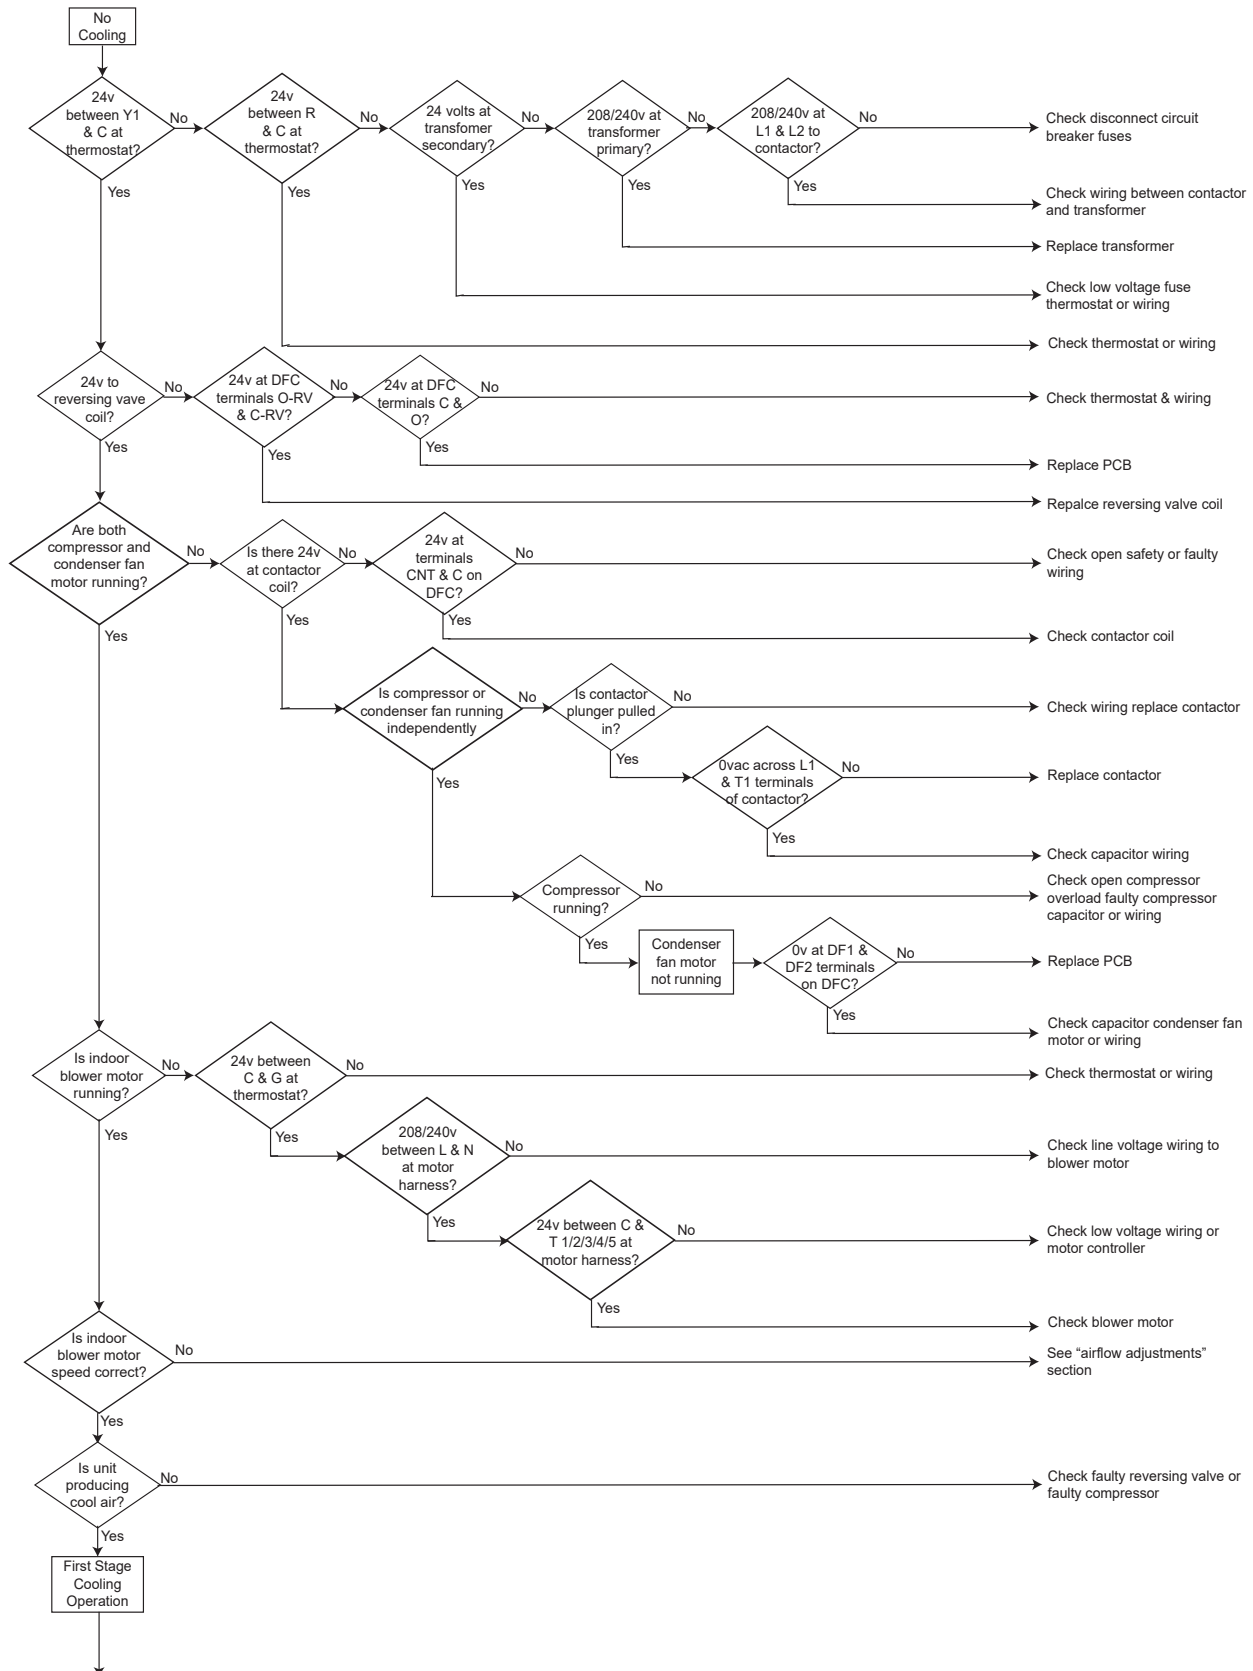 No
Cooling
24v
between Y1
& C at
thermostat?
No
Yes
24v
between R
& C at
thermostat?
No
Yes
24 volts at
transfomer
secondary?
No
Yes
208/240v at
transformer
primary?
No
Yes
208/240v at
L1 & L2 to
contactor?
No
Yes
Check disconnect circuit
breaker fuses
Check wiring between contactor
and transformer
Replace transformer
Check low voltage fuse
thermostat or wiring
Check thermostat or wiring
24v to
reversing vave
coil?
No
Yes
24v at DFC
terminals O-RV
& C-RV?
No
Yes
24v at DFC
terminals C &
O?
No
Yes
Check thermostat & wiring
Replace PCB
Repalce reversing valve coil
Are both
compressor and
condenser fan
motor running?
No
Yes
Is there 24v
at contactor
coil?
No
Yes
24v at
terminals
CNT & C on
DFC?
No
Yes
Check open safety or faulty
wiring
Check contactor coil
Is compressor or
condenser fan running
independently
No
Yes
Is contactor
plunger pulled
in?
No
Yes
Check wiring replace contactor
0vac across L1
& T1 terminals
of contactor?
No
Yes
Replace contactor
Check capacitor wiring
Compressor
running?
No
Yes
Check open compressor
overload faulty compressor
capacitor or wiring
Condenser
fan motor
not running
0v at DF1 &
DF2 terminals
on DFC?
No
Yes
Replace PCB
Check capacitor condenser fan
motor or wiring
Is indoor
blower motor
running?
No
Yes
24v between
C & G at
thermostat?
No
Yes
Check thermostat or wiring
208/240v
between L & N
at motor
harness?
No
Yes
Check line voltage wiring to
blower motor
24v between C &
T 1/2/3/4/5 at
motor harness?
No
Yes
Check low voltage wiring or
motor controller
Check blower motor
Is indoor
blower motor
speed correct?
No
Yes
See “airflow adjustments”
section
Is unit
producing
cool air?
No
Yes
Check faulty reversing valve or
faulty compressor
First Stage
Cooling
Operation